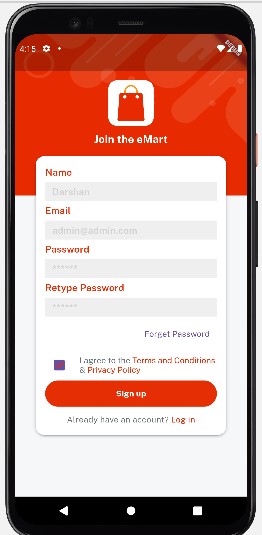 4:15
Join the eMart
Name
Darshan
Email
admin@admin.com
Password
******
Retype Password
******
Forget Password
I agree to the Terms and Conditions
& Privacy Policy
Sign up
Already have an account? Log in